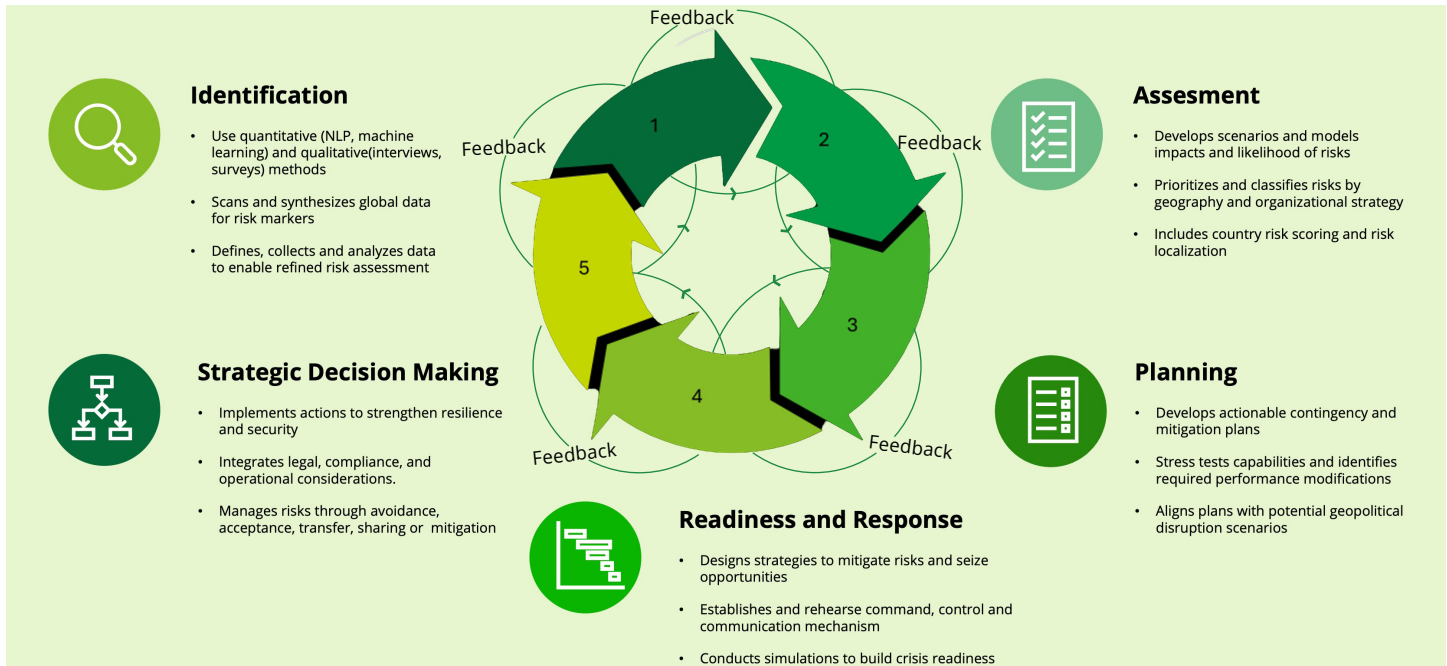 Feedback
Identification
• Use quantitative (NLP, machine
learning) and qualitative(interviews,
surveys) methods
• Scans and synthesizes global data
for risk markers
• Defines, collects and analyzes data
to enable refined risk assessment
Feedback
1
2
Feedback
Assesment
• Develops scenarios and models
impacts and likelihood of risks
• Prioritizes and classifies risks by
geography and organizational strategy
• Includes country risk scoring and risk
localization
5
3
4
Strategic Decision Making
• Implements actions to strengthen resilience
and security
• Integrates legal, compliance, and
operational considerations.
• Manages risks through avoidance,
acceptance, transfer, sharing or mitigation
Feedback
Feedback
Planning
• Develops actionable contingency and
mitigation plans
• Stress tests capabilities and identifies
required performance modifications
• Aligns plans with potential geopolitical
disruption scenarios
Readiness and Response
• Designs strategies to mitigate risks and seize
opportunities
• Establishes and rehearse command, control and
communication mechanism
• Conducts simulations to build crisis readiness